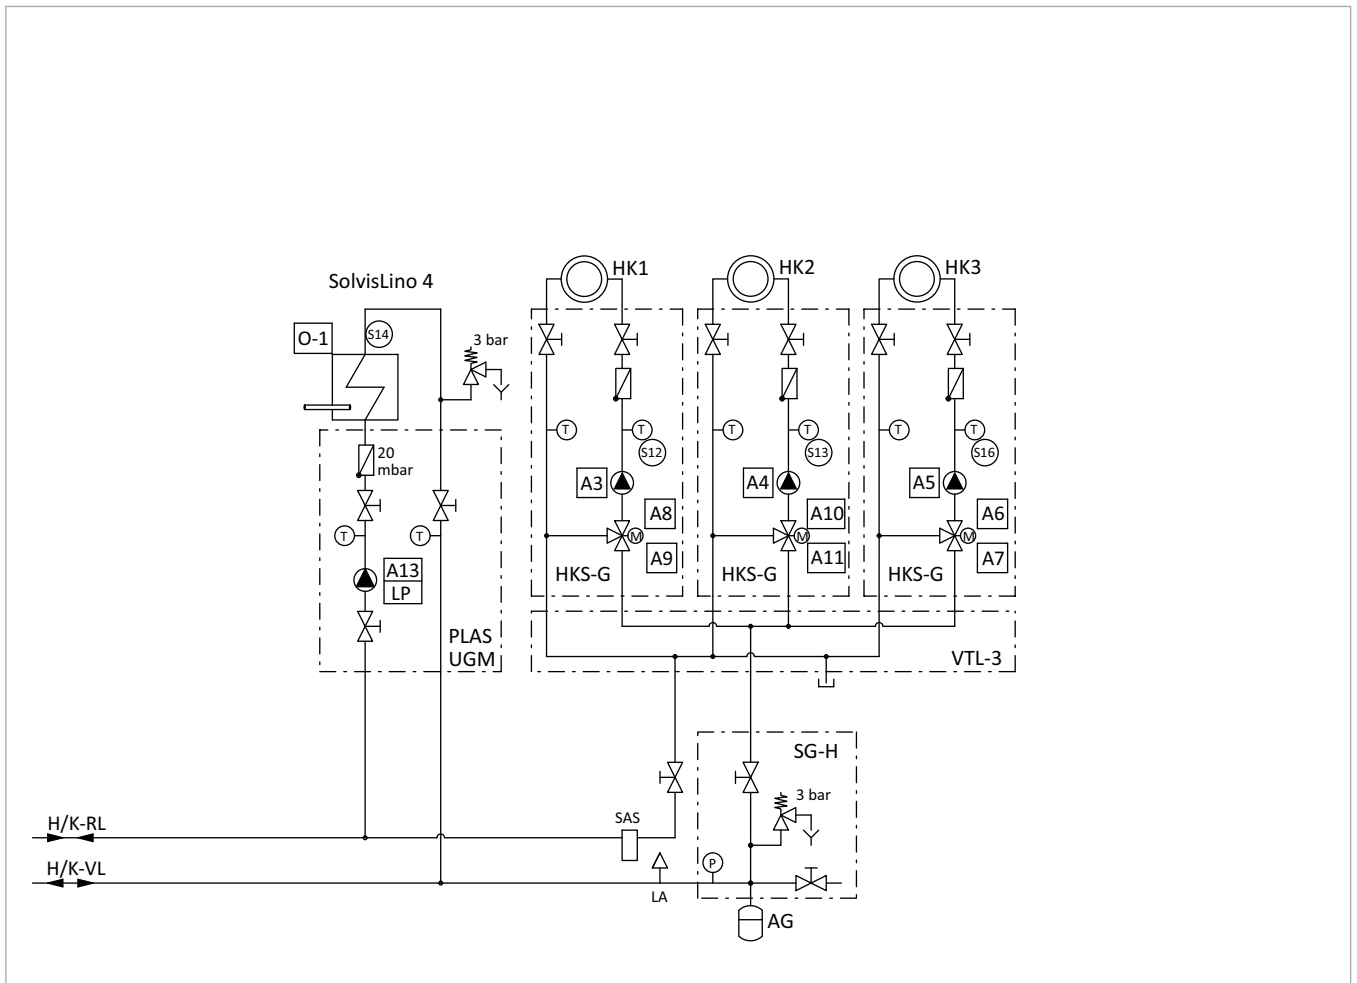 HK1
HK2
HK3
SolvisLino 4
O-1
S14
3 bar
T
T
S12
T
T
S13
T
T
S16
20
mbar
A3
A4
A5
A8
M
A9
A10
M
A11
A6
M
A7
T
T
HKS-G
HKS-G
HKS-G
A13
LP
PLAS
UGM
VTL-3
SG-H
3 bar
H/K-RL
SAS
H/K-VL
P
LA
AG